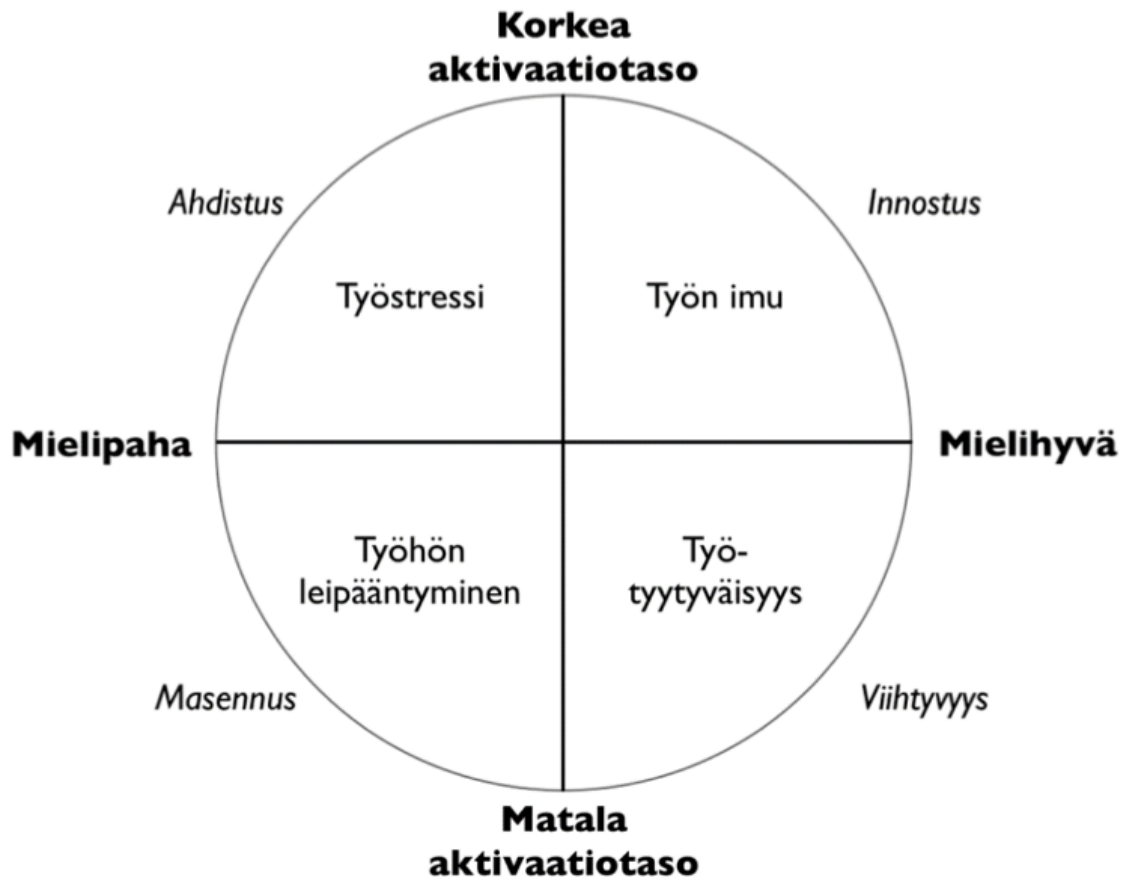 Korkea
aktivaatiotaso
Ahdistus
Innostus
Työstressi
Työn imu
Mielipaha
Mielihyvä
Työhön
leipääntyminen
Työ-
tyytyväisyys
Masennus
Viihtyvyys
Matala
aktivaatiotaso